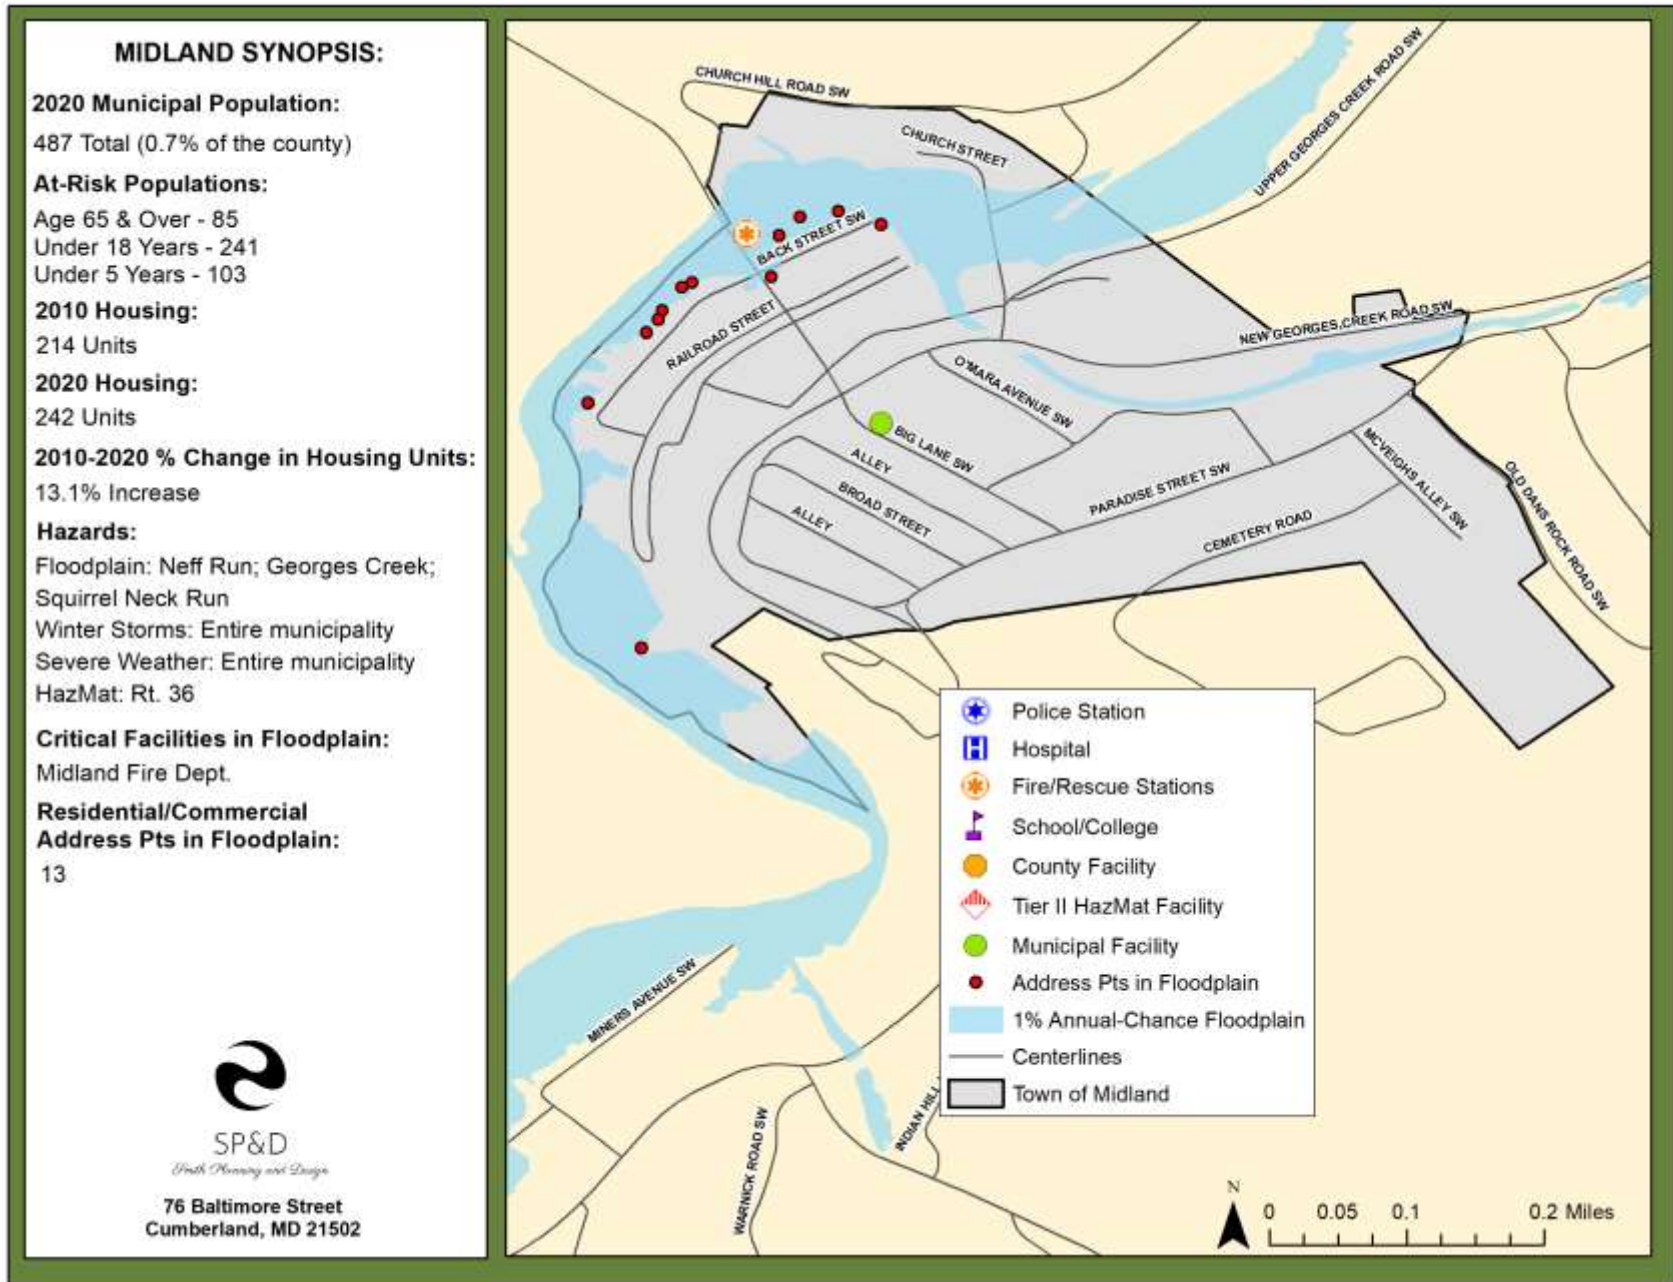 MIDLAND SYNOPSIS:
2020 Municipal Population:
487 Total (0.7% of the county)
At-Risk Populations:
Age 65 & Over - 85
Under 18 Years - 241
Under 5 Years - 103
2010 Housing:
214 Units
2020 Housing:
242 Units
2010-2020 % Change in Housing Units:
13.1% Increase
Hazards:
Floodplain: Neff Run; Georges Creek;
Squirrel Neck Run
Winter Storms: Entire municipality
Severe Weather: Entire municipality
HazMat: Rt. 36
Critical Facilities in Floodplain:
Midland Fire Dept.
Residential/Commercial
Address Pts in Floodplain:
13
SP&D
Smith Planning and Design
76 Baltimore Street
Cumberland, MD 21502
CHURCH HILL ROAD SW
CHURCH STREET
UPPER GEORGES CREEK ROAD SW
BACK STREET SW
RAILROAD STREET
NEW GEORGES CREEK ROAD SW
O'MARA AVENUE SW
BIG LANE SW
ALLEY
BROAD STREET
ALLEY
PARADISE STREET SW
MCVEIGHS ALLEY SW
CEMETERY ROAD
OLD DANS ROCK ROAD SW
MINERS AVENUE SW
WARNICK ROAD SW
INDIAN HILL
Police Station
H
Hospital
Fire/Rescue Stations
School/College
County Facility
Tier II HazMat Facility
Municipal Facility
Address Pts in Floodplain
1% Annual-Chance Floodplain
Centerlines
Town of Midland
N
0 0.05 0.1 0.2 Miles